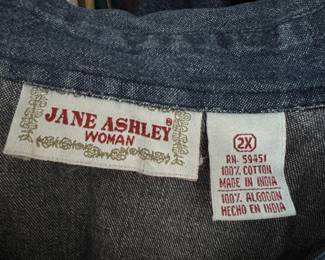 JANE ASHLEY®
WOMAN
2X
RN. 59451
100% COTTON
MADE IN INDIA
100% ALGODON
HECHO EN INDIA